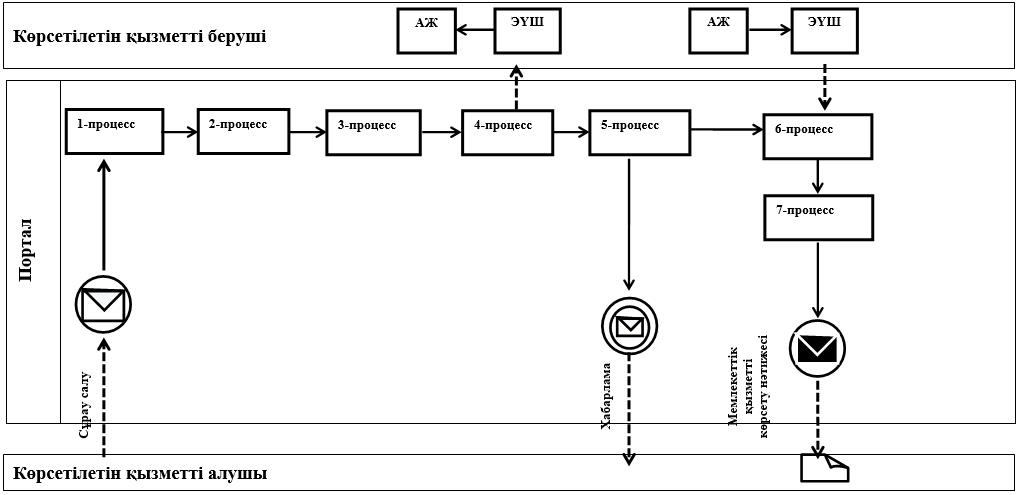 Көрсетілетін қызметті беруші
АЖ
ЭҮШ
АЖ
ЭҮШ
Портал
1-процесс
2-процесс
3-процесс
4-процесс
5-процесс
6-процесс
7-процесс
Сұрау салу
Хабарлама
Мемлекеттік
қызметті
көрсету нәтижесі
Көрсетілетін қызметті алушы